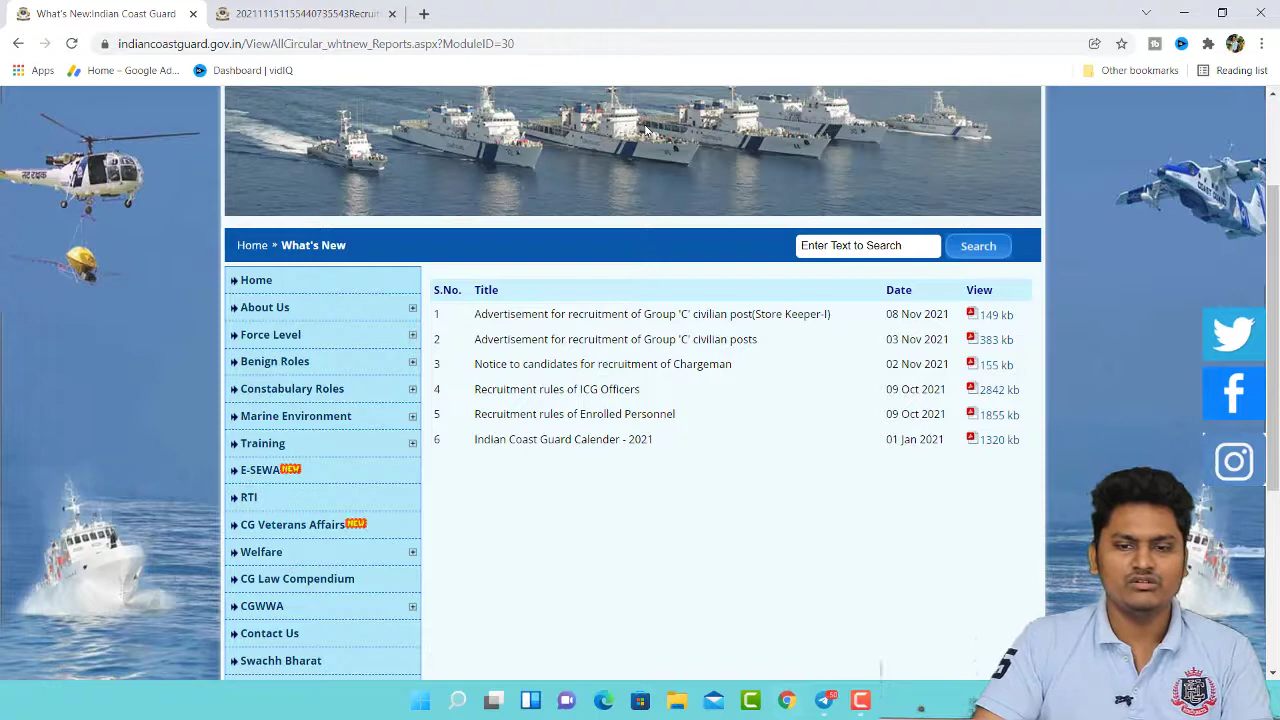 What's New:Indian Coast Guard
202111151155440735543Recruit
indiancoastguard.gov.in/ViewAllCircular_whtnew_Reports.aspx?ModuleID=30
Apps
Home – Google Ad...
Dashboard | vidIQ
Other bookmarks
Reading list
Home » What's New
Enter Text to Search
Search
Home
About Us
Force Level
Benign Roles
Constabulary Roles
Marine Environment
Training
E-SEWA NEW
RTI
CG Veterans Affairs NEW
Welfare
CG Law Compendium
CGWWA
Contact Us
Swachh Bharat
S.No. Title Date View
1 Advertisement for recruitment of Group 'C' civilian post(Store Keeper-I) 08 Nov 2021 149 kb
2 Advertisement for recruitment of Group 'C' civilian posts 03 Nov 2021 383 kb
3 Notice to candidates for recruitment of Chargeman 02 Nov 2021 155 kb
4 Recruitment rules of ICG Officers 09 Oct 2021 2842 kb
5 Recruitment rules of Enrolled Personnel 09 Oct 2021 1855 kb
6 Indian Coast Guard Calender - 2021 01 Jan 2021 1320 kb
50